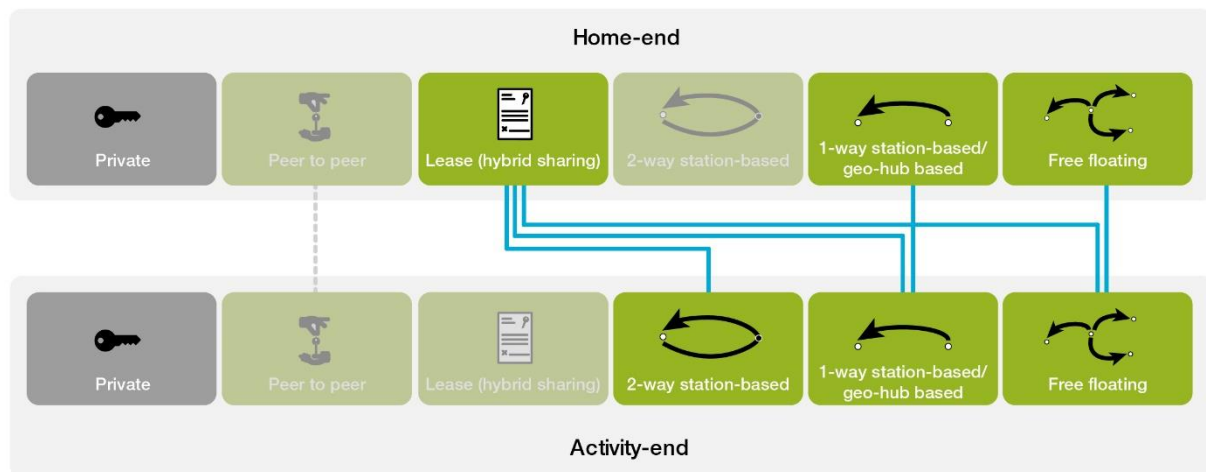 Home-end
Private
Peer to peer
Lease (hybrid sharing)
2-way station-based
1-way station-based/
geo-hub based
Free floating
Private
Peer to peer
Lease (hybrid sharing)
2-way station-based
1-way station-based/
geo-hub based
Free floating
Activity-end